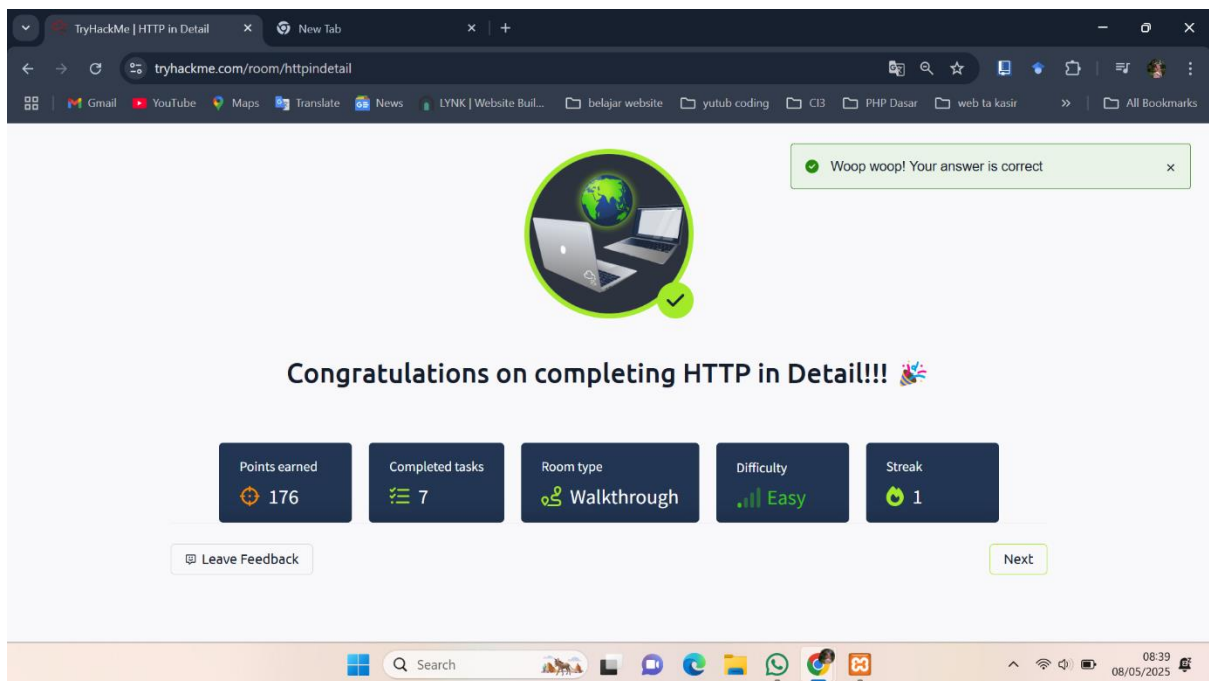 TryHackMe | HTTP in Detail
New Tab
tryhackme.com/room/httpindetail
Gmail YouTube Maps Translate News LYNK | Website Buil... belajar website yutub coding CI3 PHP Dasar web ta kasir » All Bookmarks
Woop woop! Your answer is correct
Congratulations on completing HTTP in Detail!!!
Points earned Completed tasks Room type Difficulty Streak
176 7 Walkthrough Easy 1
Leave Feedback Next
Search
08:39
08/05/2025